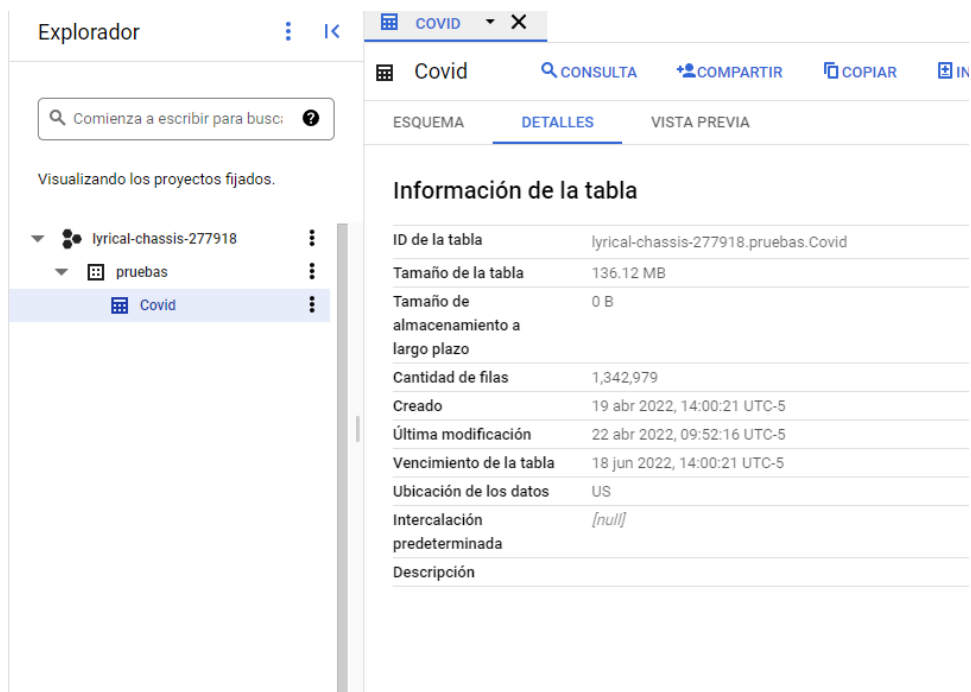 Explorador
Comienza a escribir para busc
Visualizando los proyectos fijados.
lyrical-chassis-277918
pruebas
Covid
COVID
Covid
CONSULTA
COMPARTIR
COPIAR
IN
ESQUEMA
DETALLES
VISTA PREVIA
Información de la tabla
ID de la tabla lyrical-chassis-277918.pruebas.Covid
Tamaño de la tabla 136.12 MB
Tamaño de 0 B
almacenamiento a
largo plazo
Cantidad de filas 1,342,979
Creado 19 abr 2022, 14:00:21 UTC-5
Última modificación 22 abr 2022, 09:52:16 UTC-5
Vencimiento de la tabla 18 jun 2022, 14:00:21 UTC-5
Ubicación de los datos US
Intercalación [null]
predeterminada
Descripción